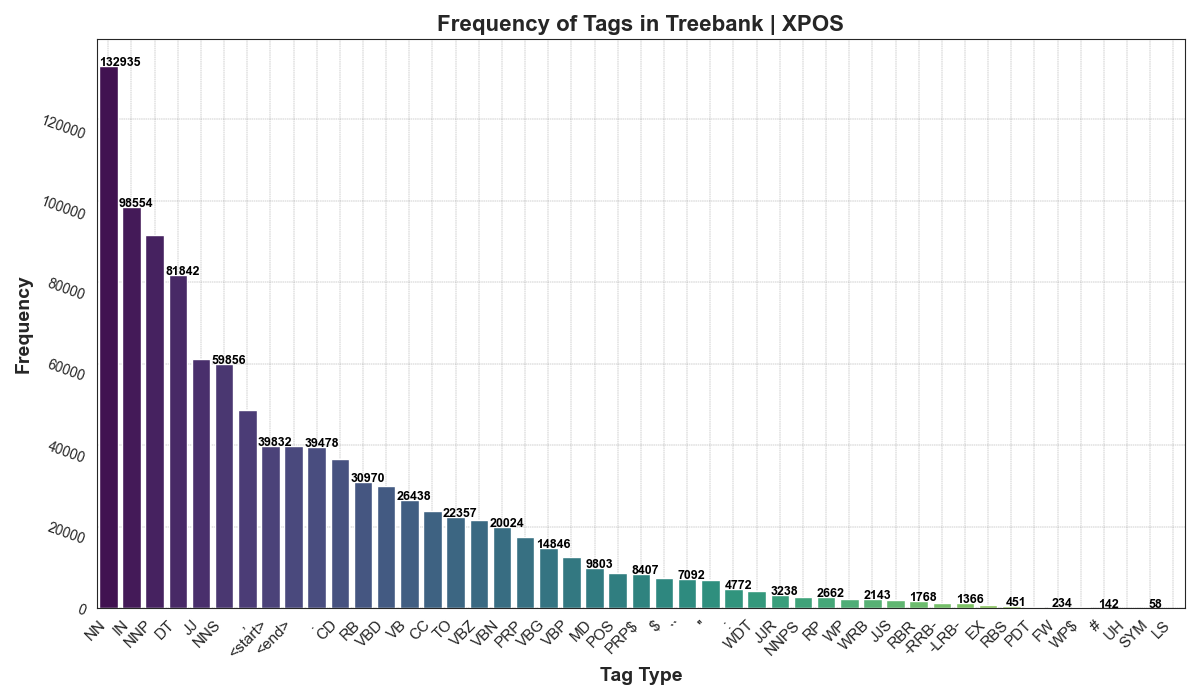 Frequency of Tags in Treebank | XPOS
132935
98554
81842
59856
39832
39478
30970
26438
22357
20024
14846
9803
8407
7092
4772
3238
2662
2143
1768
1366
451
234
142
58
120000
100000
80000
60000
40000
20000
0
Frequency
NN
IN
NNP
DT
JJ
NNS
,
<start>
<end>
.
CD
RB
VBD
VB
CC
TO
VBZ
VBN
PRP
VBG
VBP
MD
POS
PRP$
$
``
"
:
WDT
JJR
NNPS
RP
WP
WRB
JJS
RBR
-RRB-
-LRB-
EX
RBS
PDT
FW
WP$
#
UH
SYM
LS
Tag Type